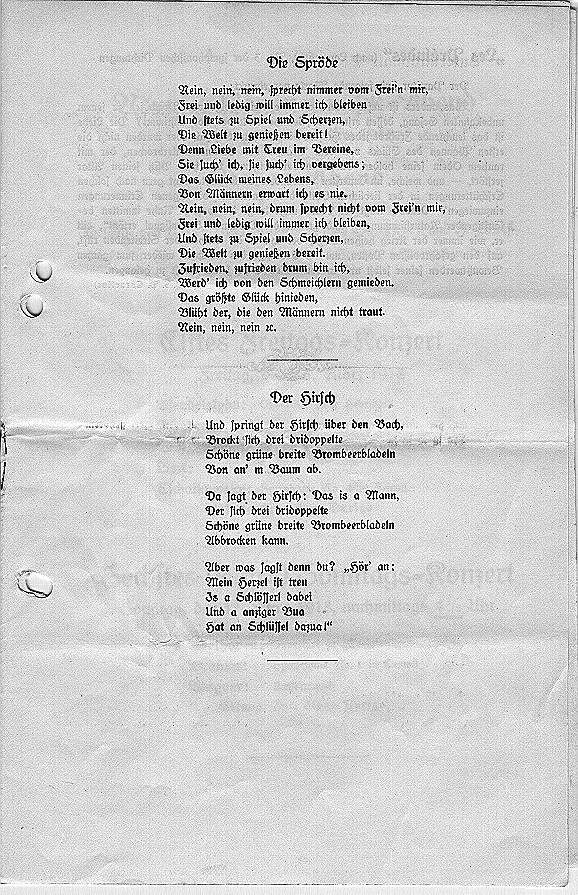 Die Spröde
Nein, nein, nein, sprecht nimmer vom Frei'n mir,
Frei und ledig will immer ich bleiben
Und stets zu Spiel und Scherzen,
Die Welt zu genießen bereit!
Denn Liebe mit Treu im Vereine,
Sie such' ich, sie such' ich vergebens;
Das Glück meines Lebens,
Von Männern erwart ich es nie.
Nein, nein, nein, drum sprecht nicht vom Frei'n mir,
Frei und ledig will immer ich bleiben,
Und stets zu Spiel und Scherzen,
Die Welt zu genießen bereit.
Zufrieden, zufrieden drum bin ich,
Werd' ich von den Schmeichlern gemieden.
Das größte Glück hinieden,
Blüht der, die den Männern nicht traut.
Nein, nein, nein ꝛc.
Der Hirsch
Und springt der Hirsch über den Bach,
Brockt sich drei dridoppelte
Schöne grüne breite Brombeerbladeln
Von an' m Baum ab.
Da sagt der Hirsch: Das is a Mann,
Der sich drei dridoppelte
Schöne grüne breite Brombeerbladeln
Abbrocken kann.
Aber was sagst denn du? „Hör' an:
Mein Herzel ist treu
Is a Schlösserl dabei
Und a anziger Bua
Hat an Schlüssel dazua!“